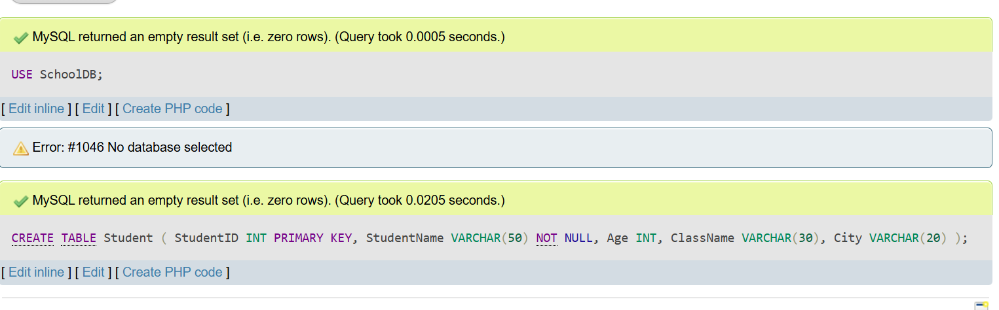 MySQL returned an empty result set (i.e. zero rows). (Query took 0.0005 seconds.)
USE SchoolDB;
[ Edit inline ] [ Edit ] [ Create PHP code ]
Error: #1046 No database selected
MySQL returned an empty result set (i.e. zero rows). (Query took 0.0205 seconds.)
CREATE TABLE Student ( StudentID INT PRIMARY KEY, StudentName VARCHAR(50) NOT NULL, Age INT, ClassName VARCHAR(30), City VARCHAR(20) );
[ Edit inline ] [ Edit ] [ Create PHP code ]